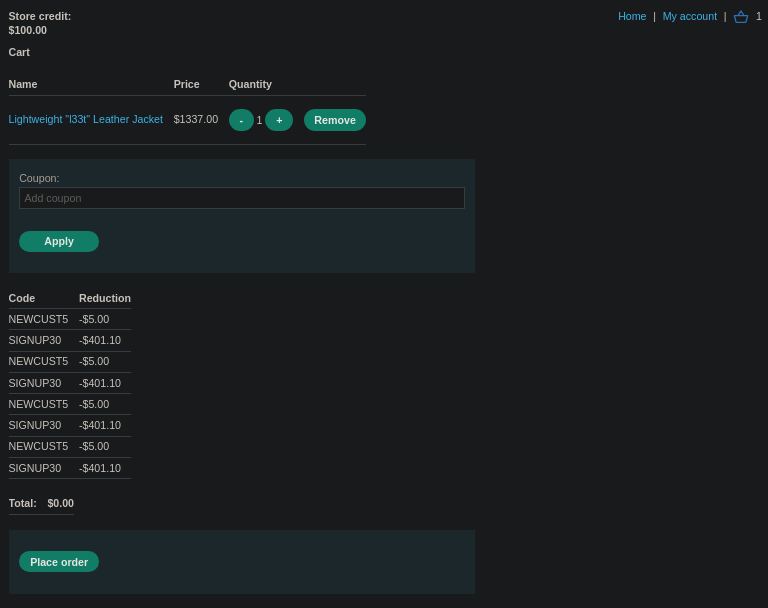 Store credit:
$100.00
Home | My account | 1
Cart
Name Price Quantity
Lightweight "l33t" Leather Jacket $1337.00 - 1 + Remove
Coupon:
Add coupon
Apply
Code Reduction
NEWCUST5 -$5.00
SIGNUP30 -$401.10
NEWCUST5 -$5.00
SIGNUP30 -$401.10
NEWCUST5 -$5.00
SIGNUP30 -$401.10
NEWCUST5 -$5.00
SIGNUP30 -$401.10
Total: $0.00
Place order